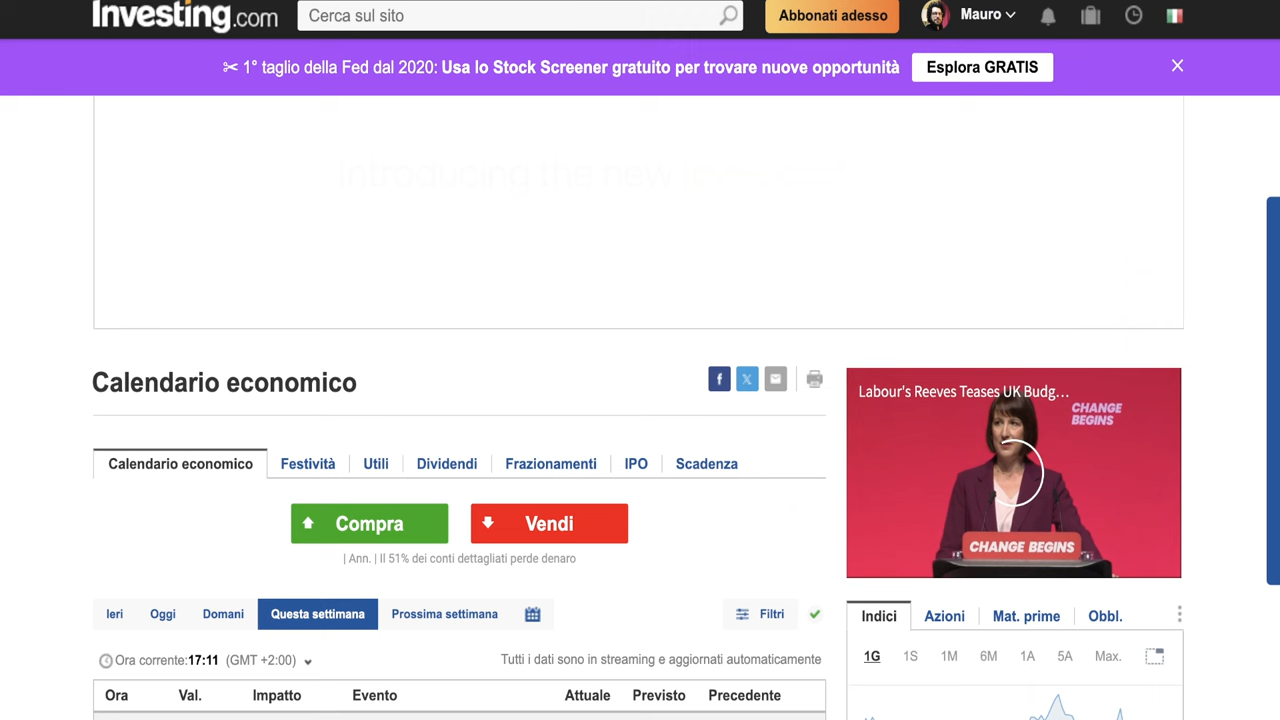 Investing.com
Cerca sul sito
Abbonati adesso
Mauro
✂ 1° taglio della Fed dal 2020: Usa lo Stock Screener gratuito per trovare nuove opportunità
Esplora GRATIS
Introducing the new
Calendario economico
Labour's Reeves Teases UK Budg…
CHANGE
BEGINS
CHANGE BEGINS
Calendario economico
Festività
Utili
Dividendi
Frazionamenti
IPO
Scadenza
Compra
Vendi
| Ann. | Il 51% dei conti dettagliati perde denaro
Ieri
Oggi
Domani
Questa settimana
Prossima settimana
Filtri
Ora corrente:17:11 (GMT +2:00)
Tutti i dati sono in streaming e aggiornati automaticamente
Ora Val. Impatto Evento Attuale Previsto Precedente
Indici
Azioni
Mat. prime
Obbl.
1G 1S 1M 6M 1A 5A Max.